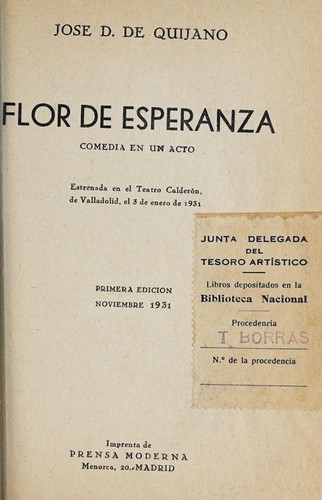 JOSE D. DE QUIJANO
FLOR DE ESPERANZA
COMEDIA EN UN ACTO
Estrenada en el Teatro Calderón,
de Valladolid, el 3 de enero de 1931
PRIMERA EDICION
NOVIEMBRE 1931
JUNTA DELEGADA
DEL
TESORO ARTÍSTICO
Libros depositados en la
Biblioteca Nacional
Procedencia
T. BORRAS
N.º de la procedencia
Imprenta de
PRENSA MODERNA
Menorca, 20.-MADRID